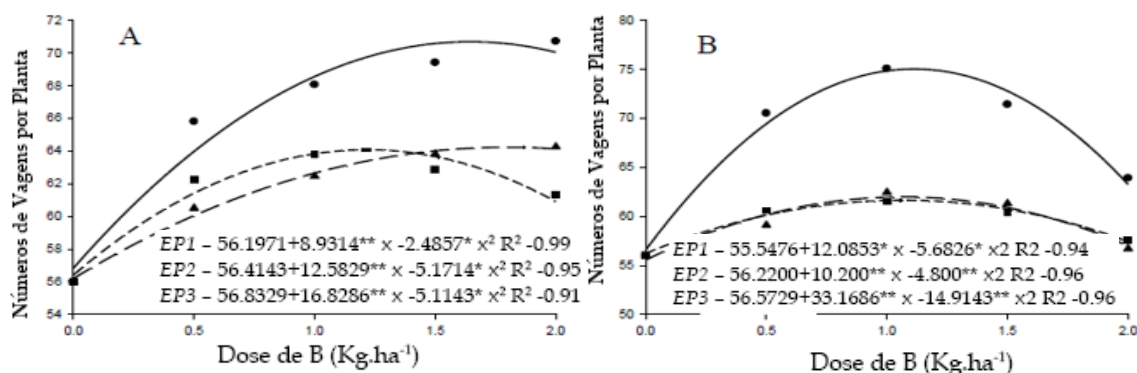 A
Números de Vagens por Planta
72
70
68
66
64
62
60
58
56
54
EP1 – 56.1971+8.9314** x -2.4857* x² R² -0.99
EP2 – 56.4143+12.5829** x -5.1714* x² R² -0.95
EP3 – 56.8329+16.8286** x -5.1143* x² R² -0.91
0.0 0.5 1.0 1.5 2.0
Dose de B (Kg.ha⁻¹)
B
Números de Vagens por Planta
80
75
70
65
60
55
50
EP1 – 55.5476+12.0853* x -5.6826* x2 R2 -0.94
EP2 – 56.2200+10.200** x -4.800** x2 R2 -0.96
EP3 – 56.5729+33.1686** x -14.9143** x2 R2 -0.96
0.0 0.5 1.0 1.5 2.0
Dose de B (Kg.ha⁻¹)